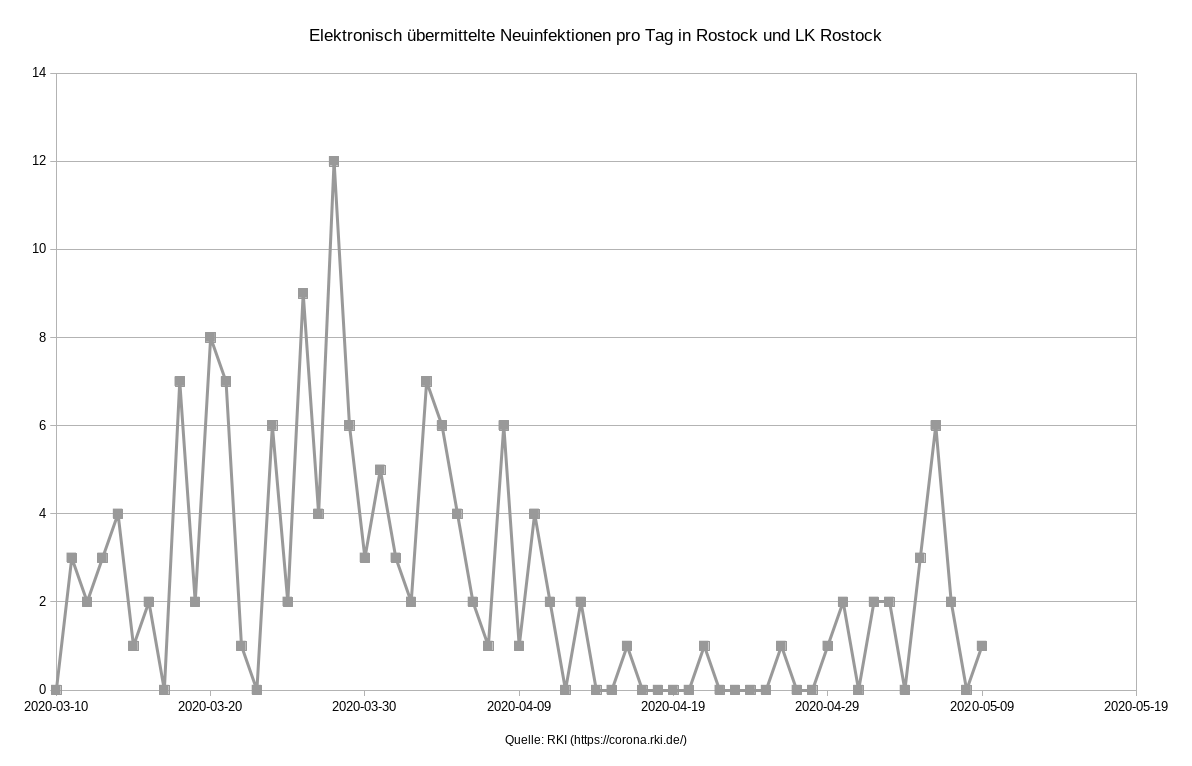 Elektronisch übermittelte Neuinfektionen pro Tag in Rostock und LK Rostock
14
12
10
8
6
4
2
0
2020-03-10 2020-03-20 2020-03-30 2020-04-09 2020-04-19 2020-04-29 2020-05-09 2020-05-19
Quelle: RKI (https://corona.rki.de/)